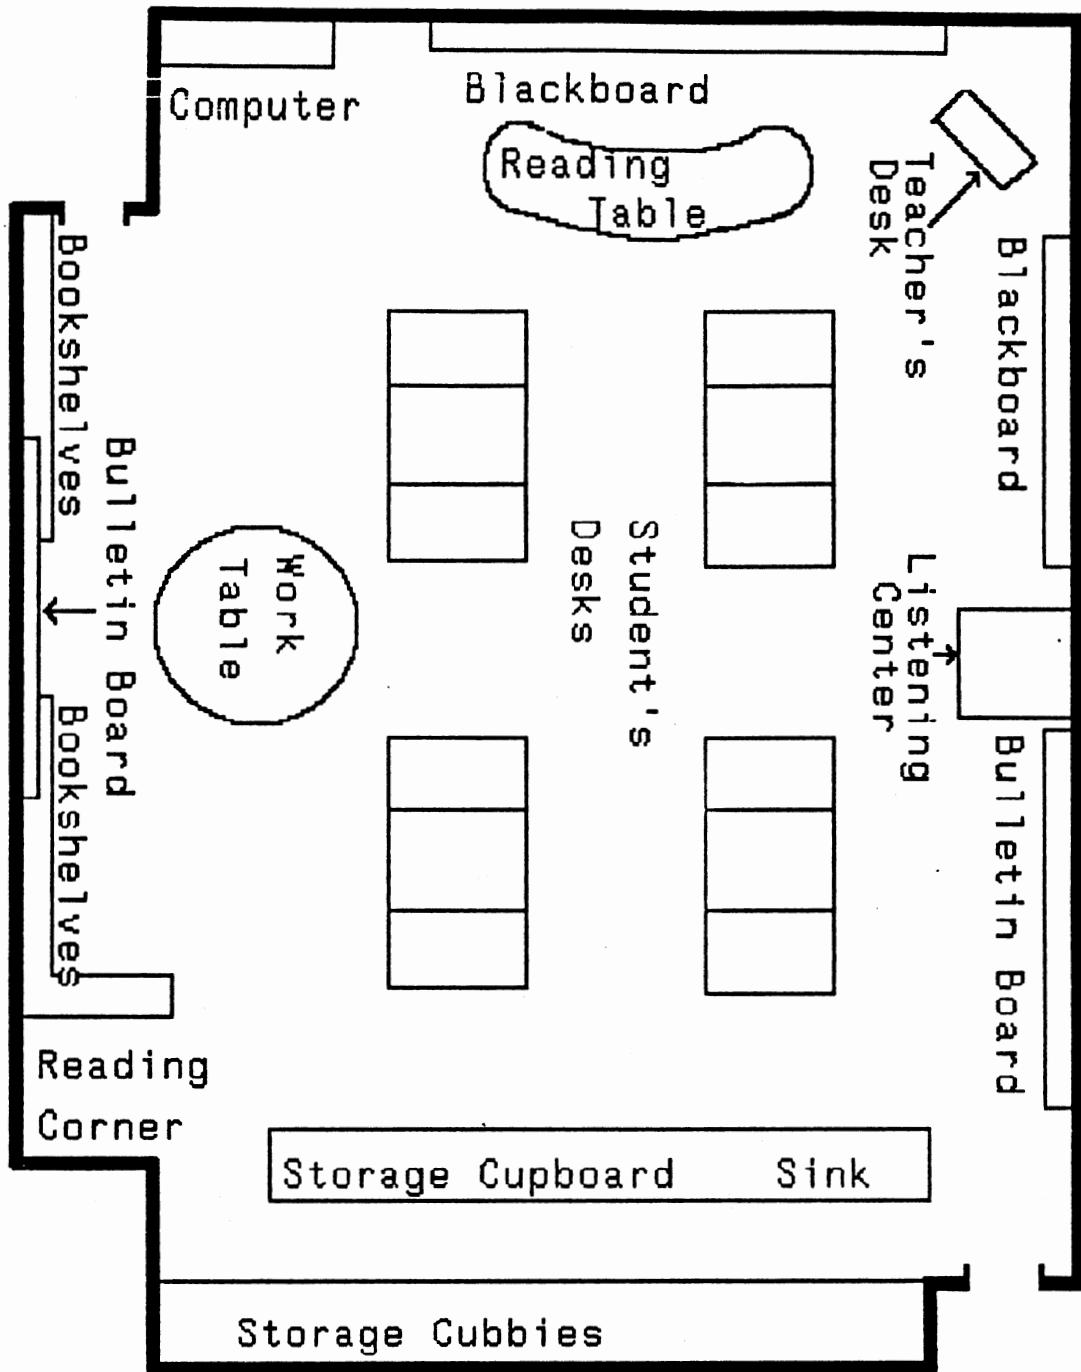 Computer
Blackboard
Reading
Table
Teacher's
Desk
Blackboard
Bookshelves
Bulletin Board
Work
Table
Student's
Desks
Listening
Center
Bookshelves
Bulletin Board
Reading
Corner
Storage Cupboard Sink
Storage Cubbies